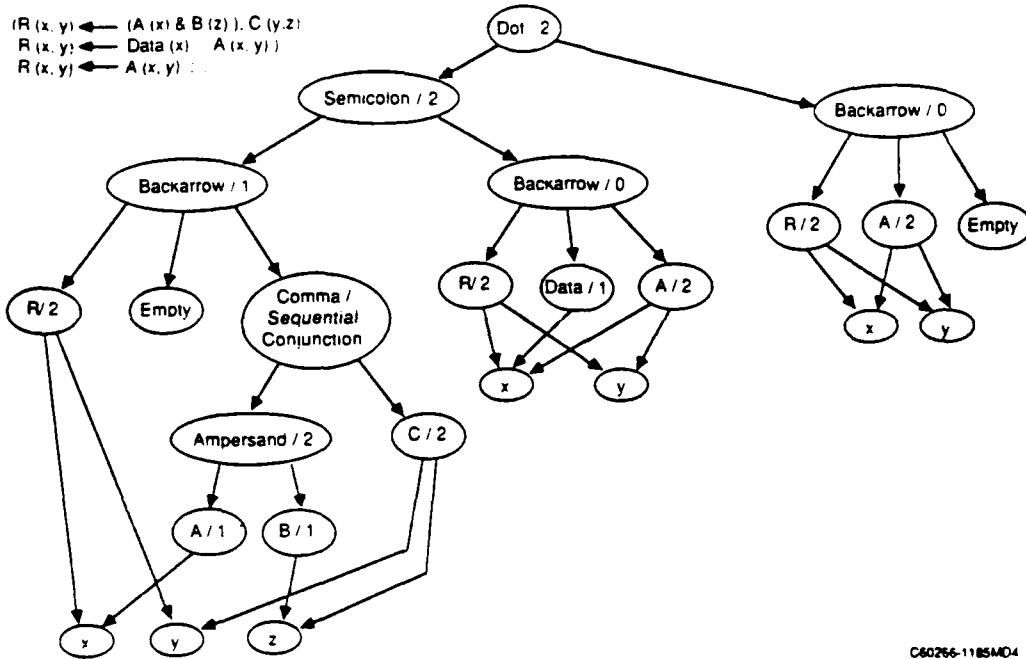 (R (x, y) ← (A (x) & B (z)), C (y,z)
R (x, y) ← Data (x) A (x, y) )
R (x, y) ← A (x, y) :
Dot 2
Semicolon / 2
Backarrow / 0
Backarrow / 1
Backarrow / 0
R / 2
A / 2
Empty
R / 2
Empty
Comma /
Sequential
Conjunction
R / 2
Data / 1
A / 2
x
y
x
y
Ampersand / 2
C / 2
A / 1
B / 1
x
y
z
C60266-1185MD4